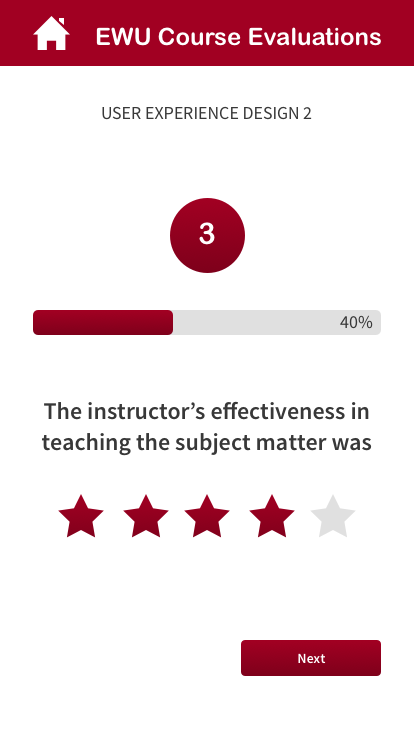 EWU Course Evaluations
USER EXPERIENCE DESIGN 2
3
40%
The instructor’s effectiveness in
teaching the subject matter was
Next